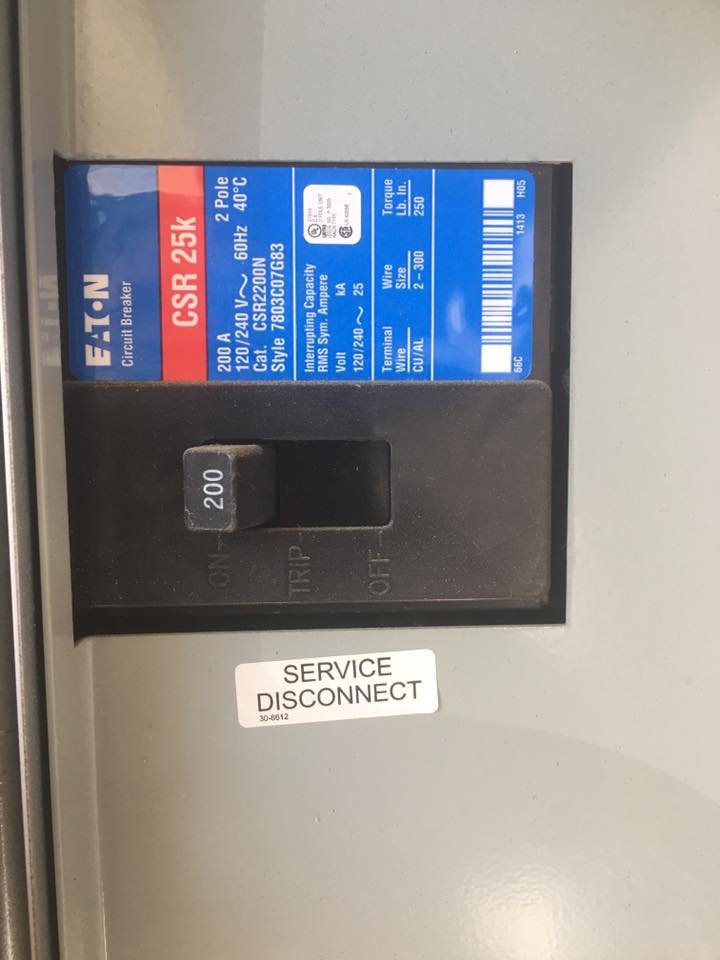 EATON
Circuit Breaker
CSR 25k
200 A 2 Pole
120/240 V~ 60Hz 40°C
Cat. CSR2200N
Style 7803C07G83
Interrupting Capacity
RMS Sym. Ampere
Volt kA
120/240 ~ 25
Terminal Wire Torque
Wire Size Lb. In.
CU/AL 2 – 300 250
66C 1413 H05
200
ON
TRIP
OFF
SERVICE
DISCONNECT
30-8612